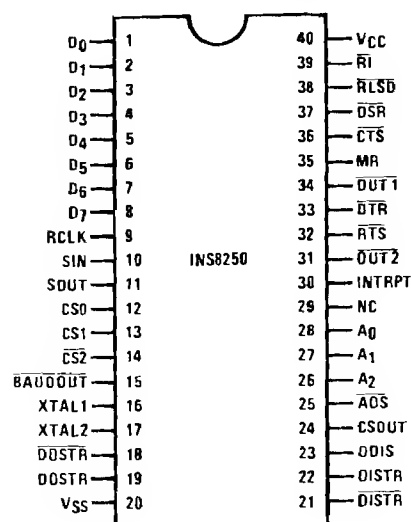 D0 1 40 VCC
D1 2 39 RI
D2 3 38 RLSD
D3 4 37 DSR
D4 5 36 CTS
D5 6 35 MR
D6 7 34 OUT1
D7 8 33 DTR
RCLK 9 32 RTS
SIN 10 INS8250 31 OUT2
SOUT 11 30 INTRPT
CS0 12 29 NC
CS1 13 28 A0
CS2 14 27 A1
BAUDOUT 15 26 A2
XTAL1 16 25 ADS
XTAL2 17 24 CSOUT
DOSTR 18 23 DDIS
DOSTR 19 22 DISTR
VSS 20 21 DISTR